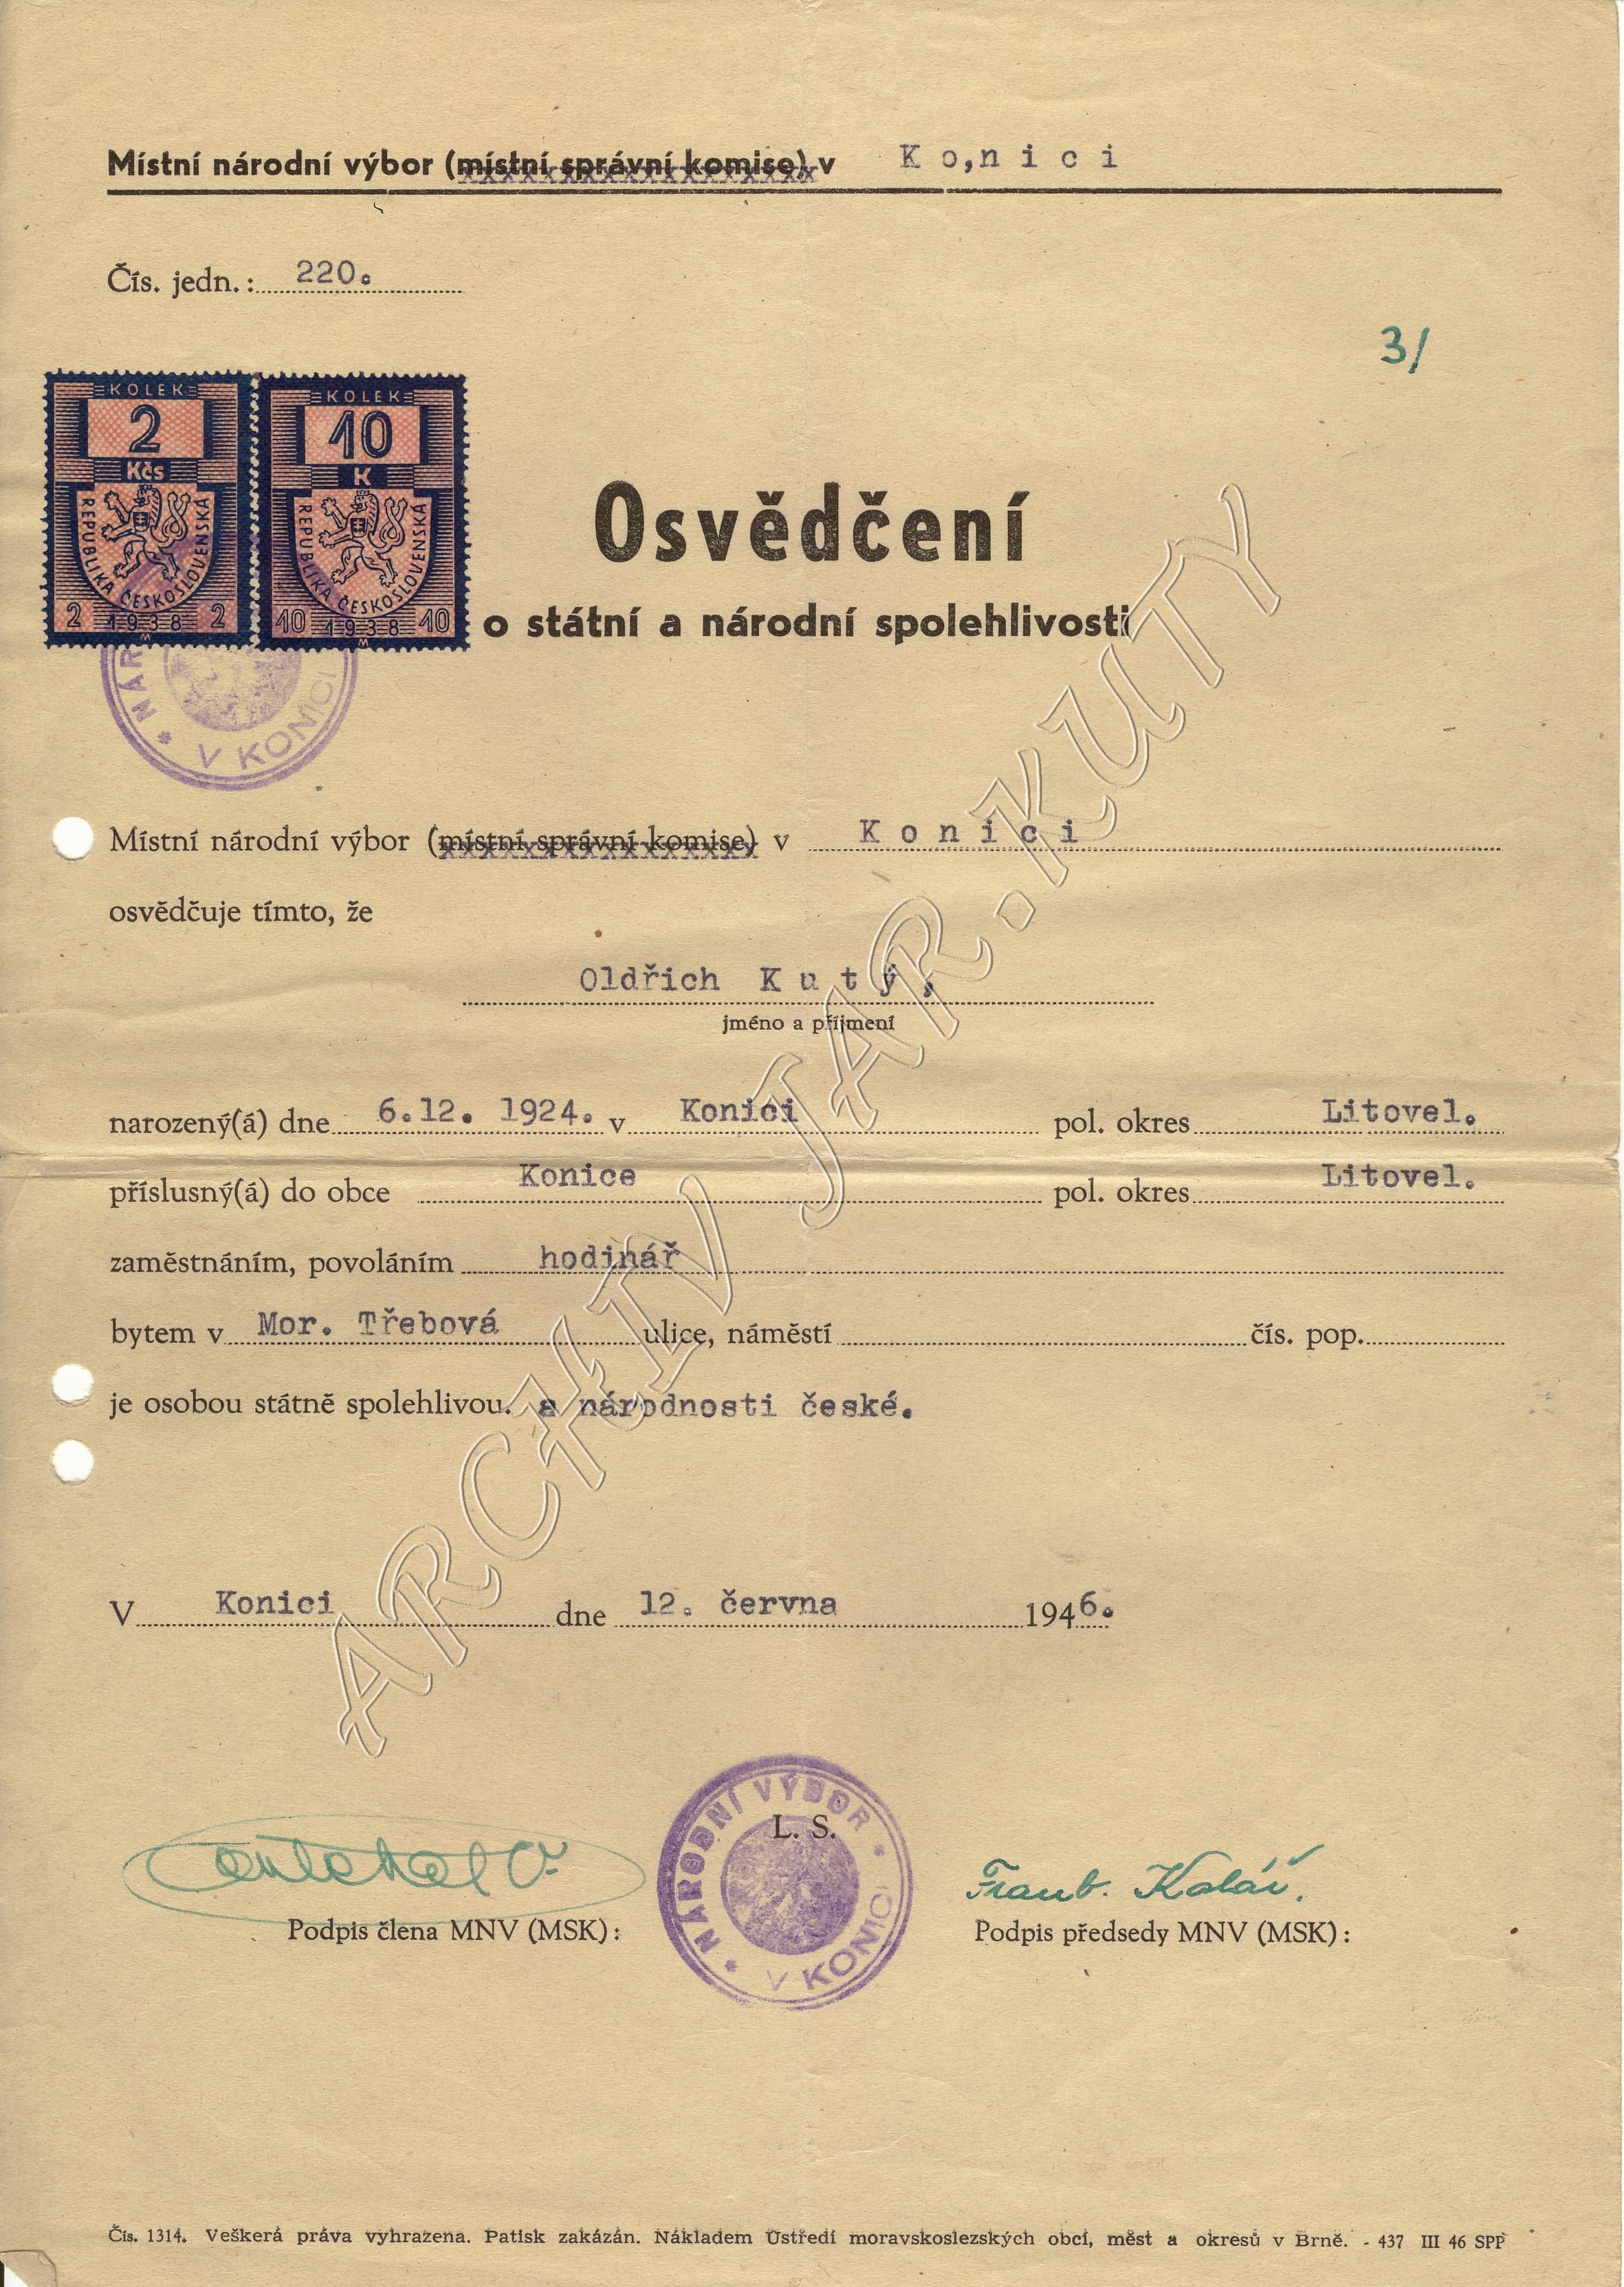 Místní národní výbor (místní správní komise) v Ko,nici
Čís. jedn.: 220.
3/
KOLEK
2
Kčs
REPUBLIKA ČESKOSLOVENSKÁ
2 1938 2
M
KOLEK
10
K
REPUBLIKA ČESKOSLOVENSKÁ
10 1938 10
M
Osvědčení
o státní a národní spolehlivosti
NÁR
* V KONICI
Místní národní výbor (místní správní komise) v Konici
osvědčuje tímto, že
Oldřich Kutý,
jméno a příjmení
narozený(á) dne 6.12. 1924. v Konici pol. okres Litovel.
příslusný(á) do obce Konice pol. okres Litovel.
zaměstnáním, povoláním hodinář
bytem v Mor. Třebová ulice, náměstí čís. pop.
je osobou státně spolehlivou. a národnosti české.
V Konici dne 12. června 1946.
ARCHIV JAR. KUTY
NÁRODNÍ VÝBOR
* V KONICI *
L. S.
Frant. Kolář.
Podpis člena MNV (MSK): Podpis předsedy MNV (MSK):
Čís. 1314. Veškerá práva vyhrazena. Patisk zakázán. Nákladem Ústředí moravskoslezských obcí, měst a okresů v Brně. - 437 III 46 SPP